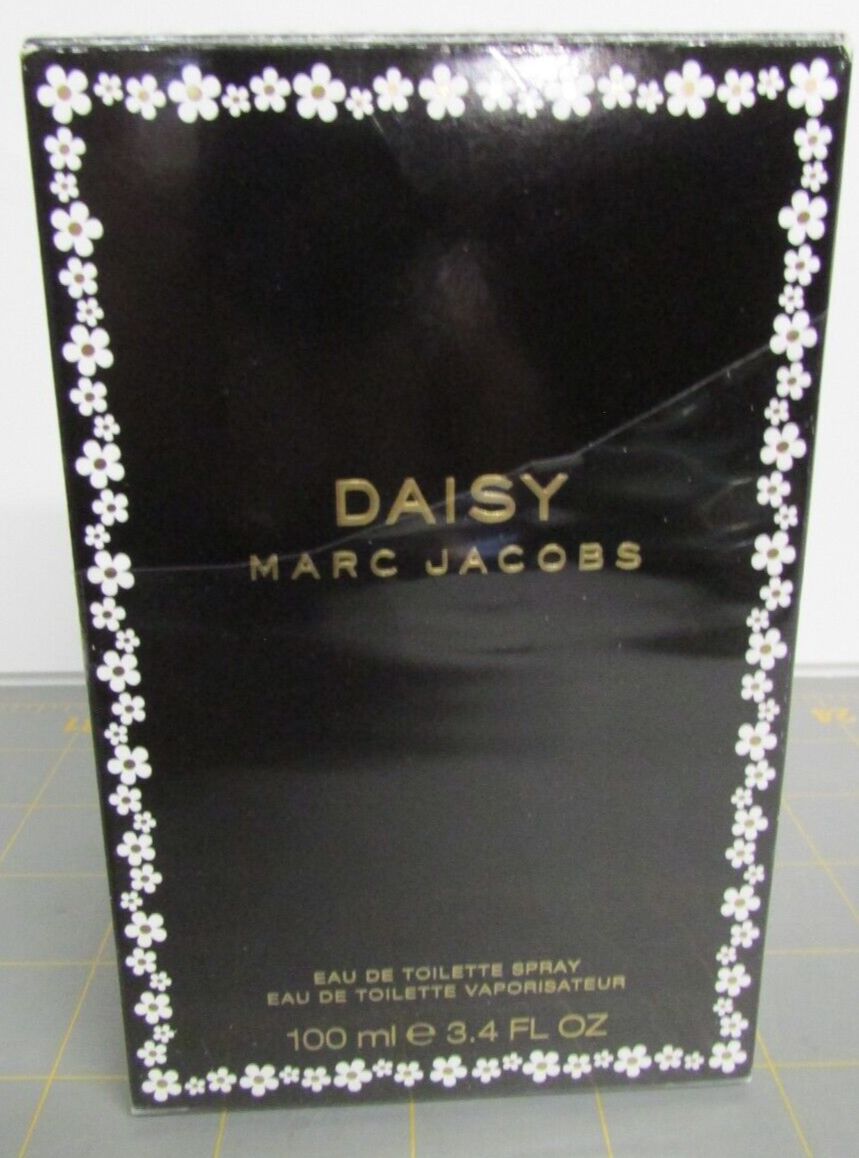 DAISY
MARC JACOBS
EAU DE TOILETTE SPRAY
EAU DE TOILETTE VAPORISATEUR
100 ml e 3.4 FL OZ